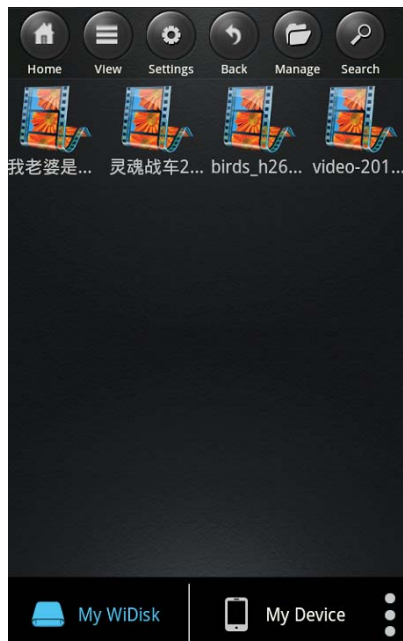 Home View Settings Back Manage Search
我老婆是... 灵魂战车2... birds_h26... video-201...
My WiDisk My Device